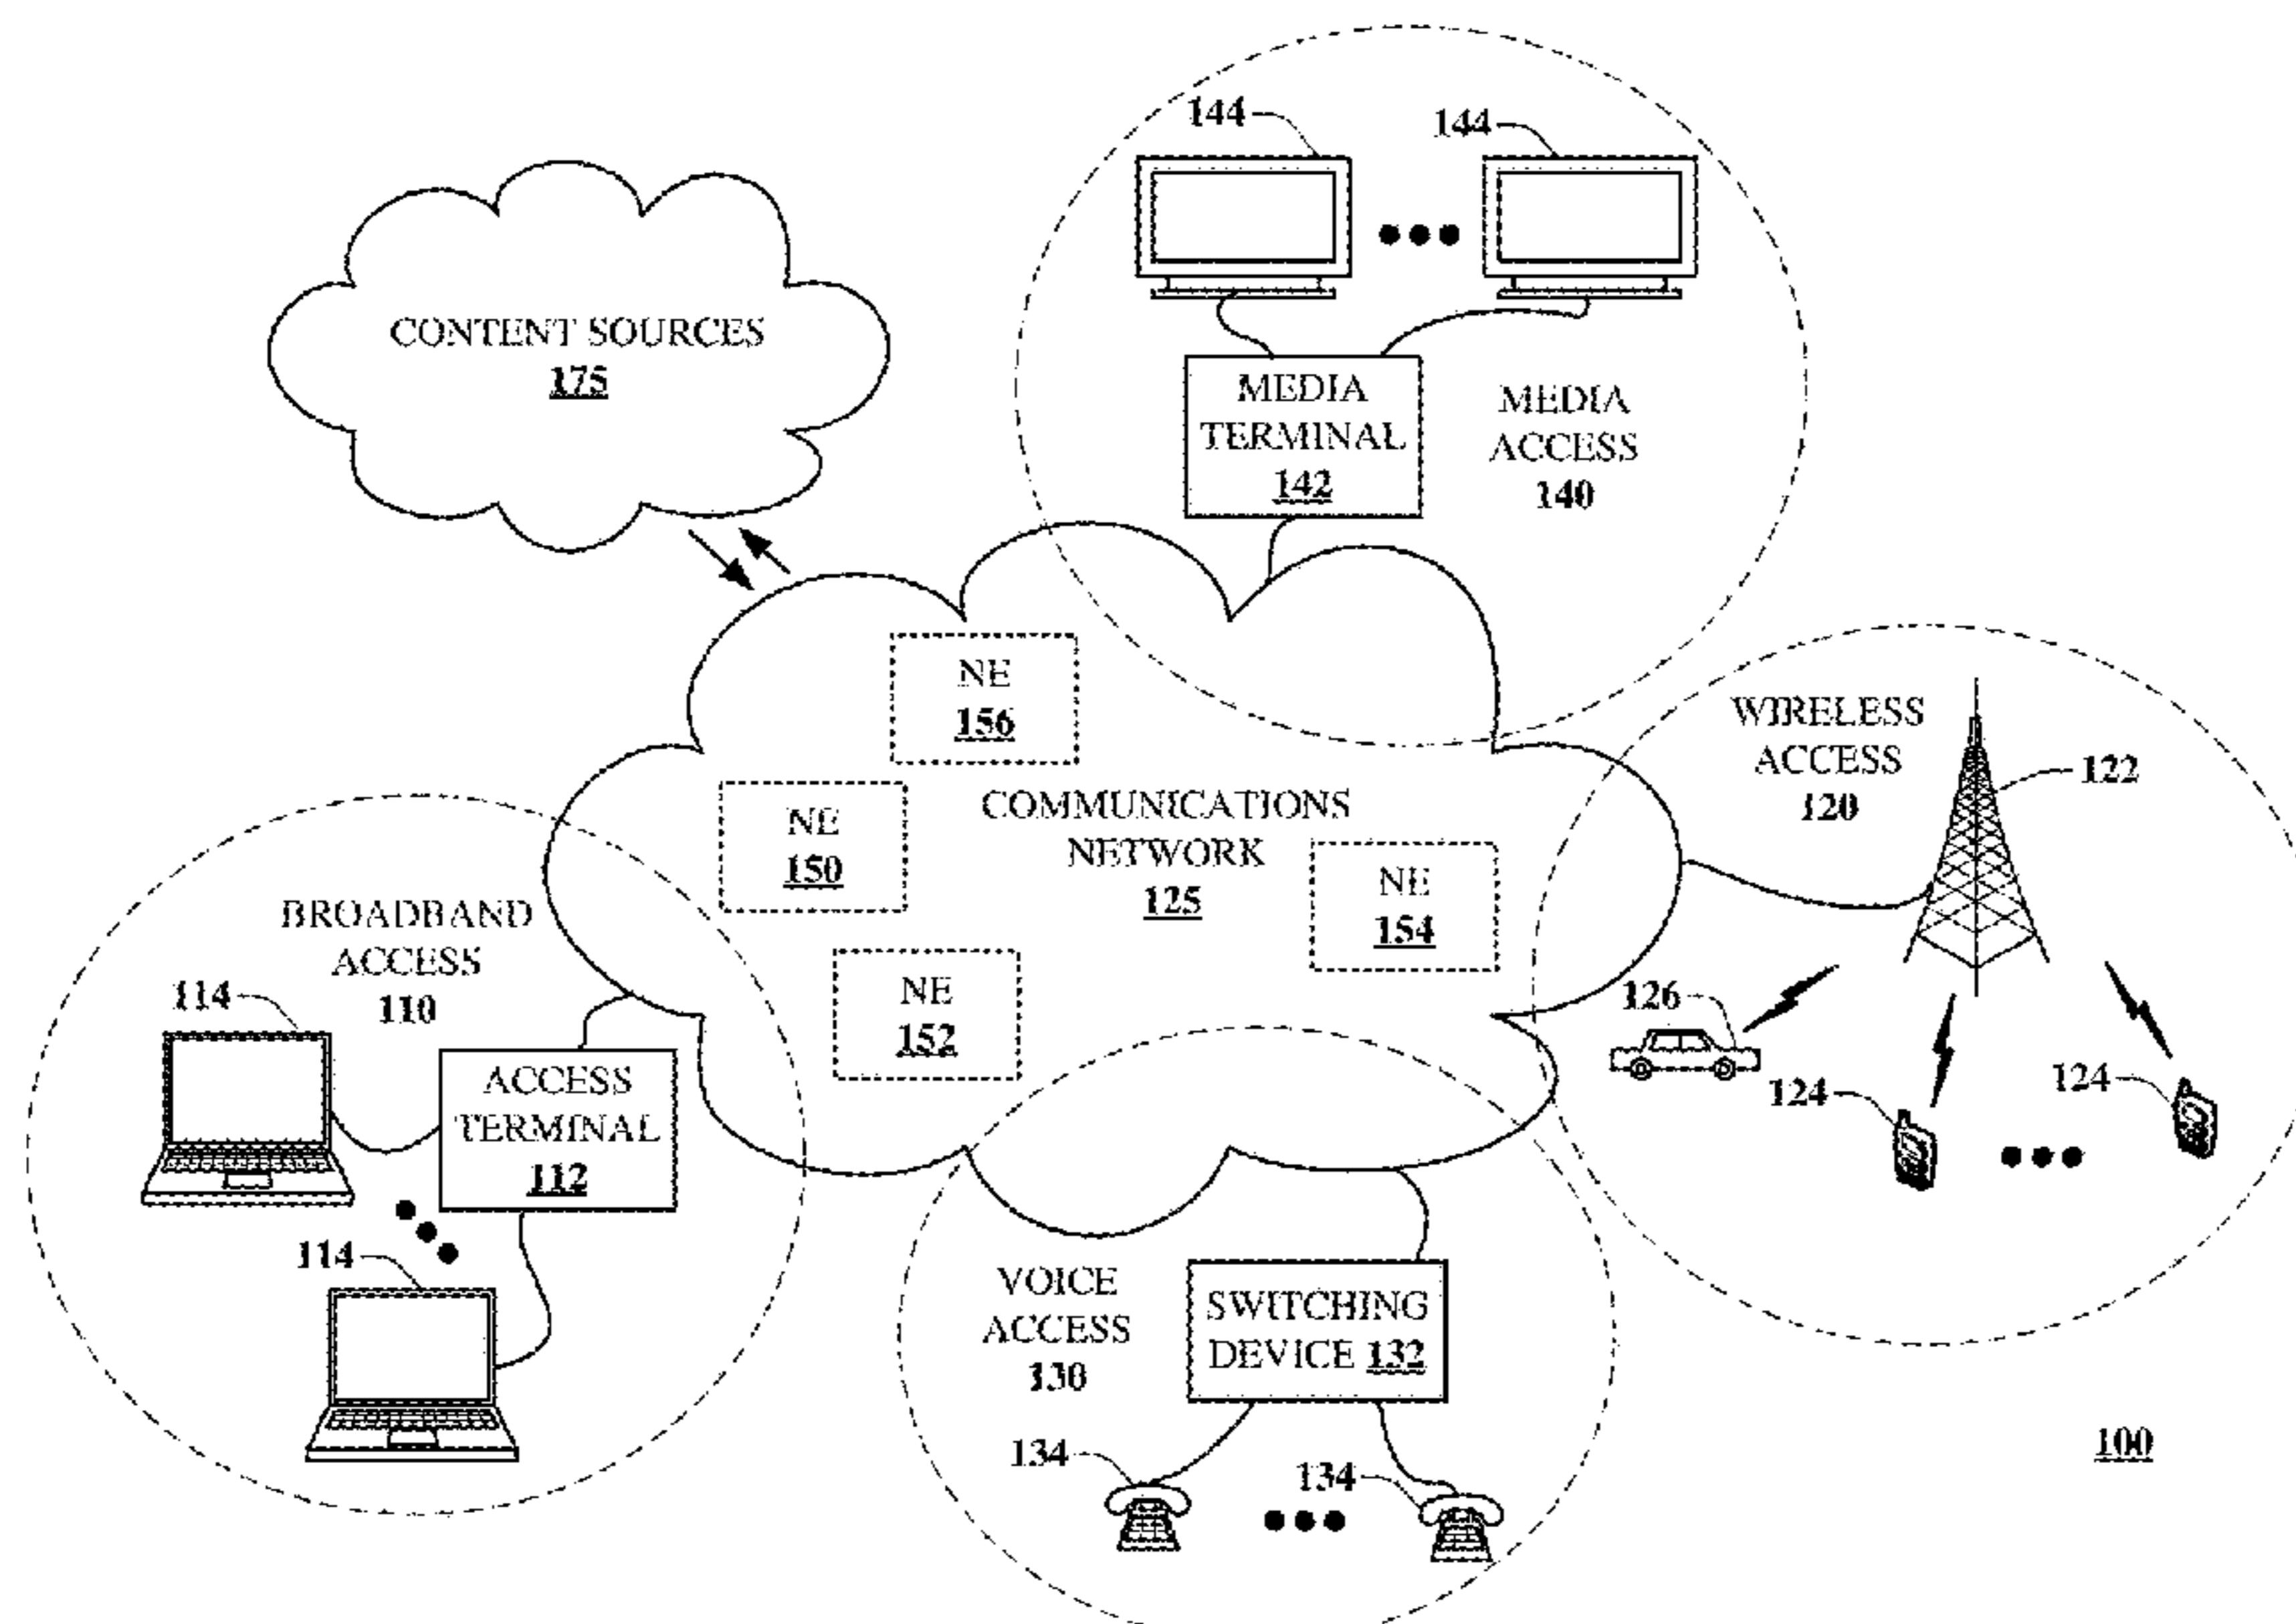 144
144
CONTENT SOURCES
175
MEDIA
TERMINAL
142
MEDIA
ACCESS
140
NE
156
WIRELESS
ACCESS
120
122
NE
150
COMMUNICATIONS
NETWORK
125
NE
154
BROADBAND
ACCESS
110
114
NE
152
126
124
124
ACCESS
TERMINAL
112
114
VOICE
ACCESS
130
SWITCHING
DEVICE 132
134
134
100